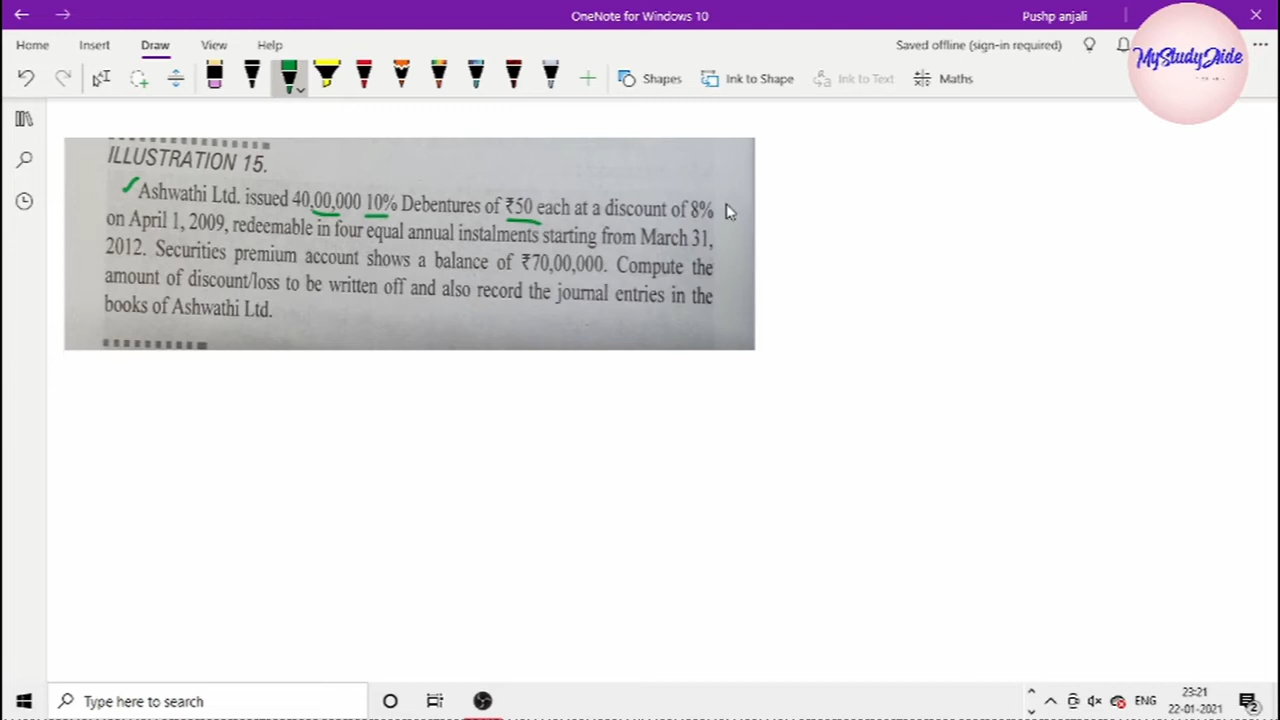 OneNote for Windows 10
Pushp anjali
Home Insert Draw View Help
Saved offline (sign-in required)
MyStudyAide
Shapes Ink to Shape Ink to Text Maths
ILLUSTRATION 15.
Ashwathi Ltd. issued 40,00,000 10% Debentures of ₹50 each at a discount of 8%
on April 1, 2009, redeemable in four equal annual instalments starting from March 31,
2012. Securities premium account shows a balance of ₹70,00,000. Compute the
amount of discount/loss to be written off and also record the journal entries in the
books of Ashwathi Ltd.
Type here to search
ENG
23:21
22-01-2021
2